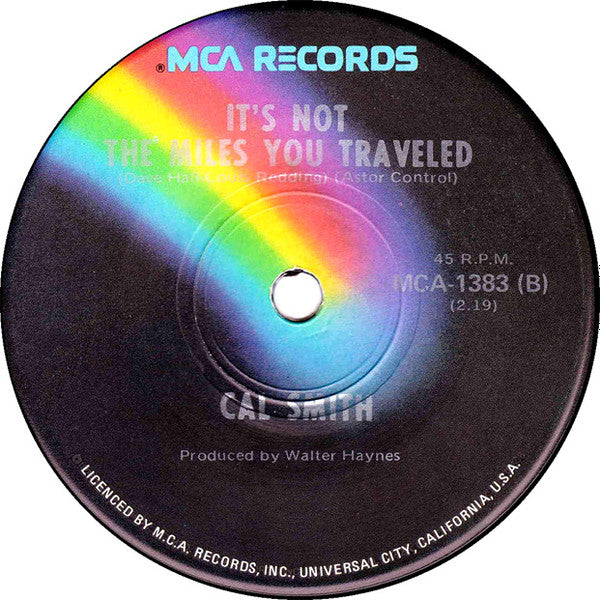 ®MCA RECORDS
IT'S NOT
THE MILES YOU TRAVELED
(Dave Hall-Louis Redding) (Astor Control)
45 R.P.M.
MCA-1383 (B)
(2.19)
CAL SMITH
Produced by Walter Haynes
LICENCED BY M.C.A. RECORDS, INC., UNIVERSAL CITY, CALIFORNIA, U.S.A.